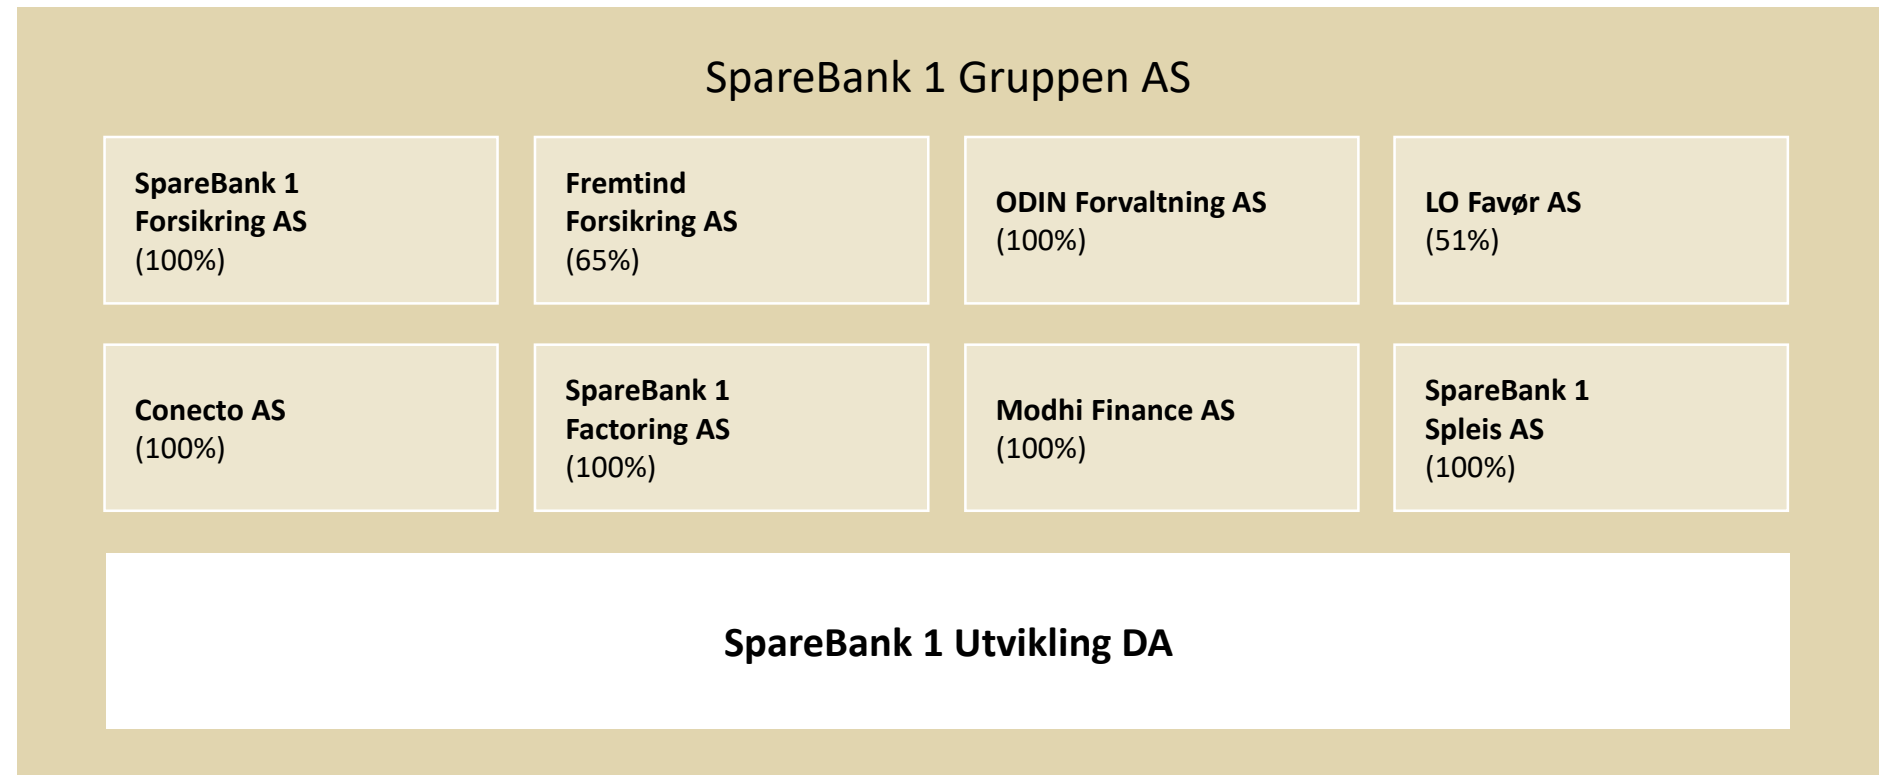 SpareBank 1 Gruppen AS
SpareBank 1
Forsikring AS
(100%)
Fremtind
Forsikring AS
(65%)
ODIN Forvaltning AS
(100%)
LO Favør AS
(51%)
Conecto AS
(100%)
SpareBank 1
Factoring AS
(100%)
Modhi Finance AS
(100%)
SpareBank 1
Spleis AS
(100%)
SpareBank 1 Utvikling DA